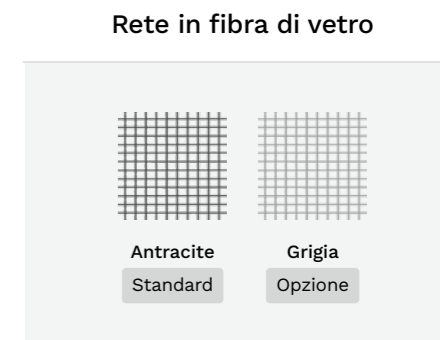 Rete in fibra di vetro
Antracite
Grigia
Standard
Opzione